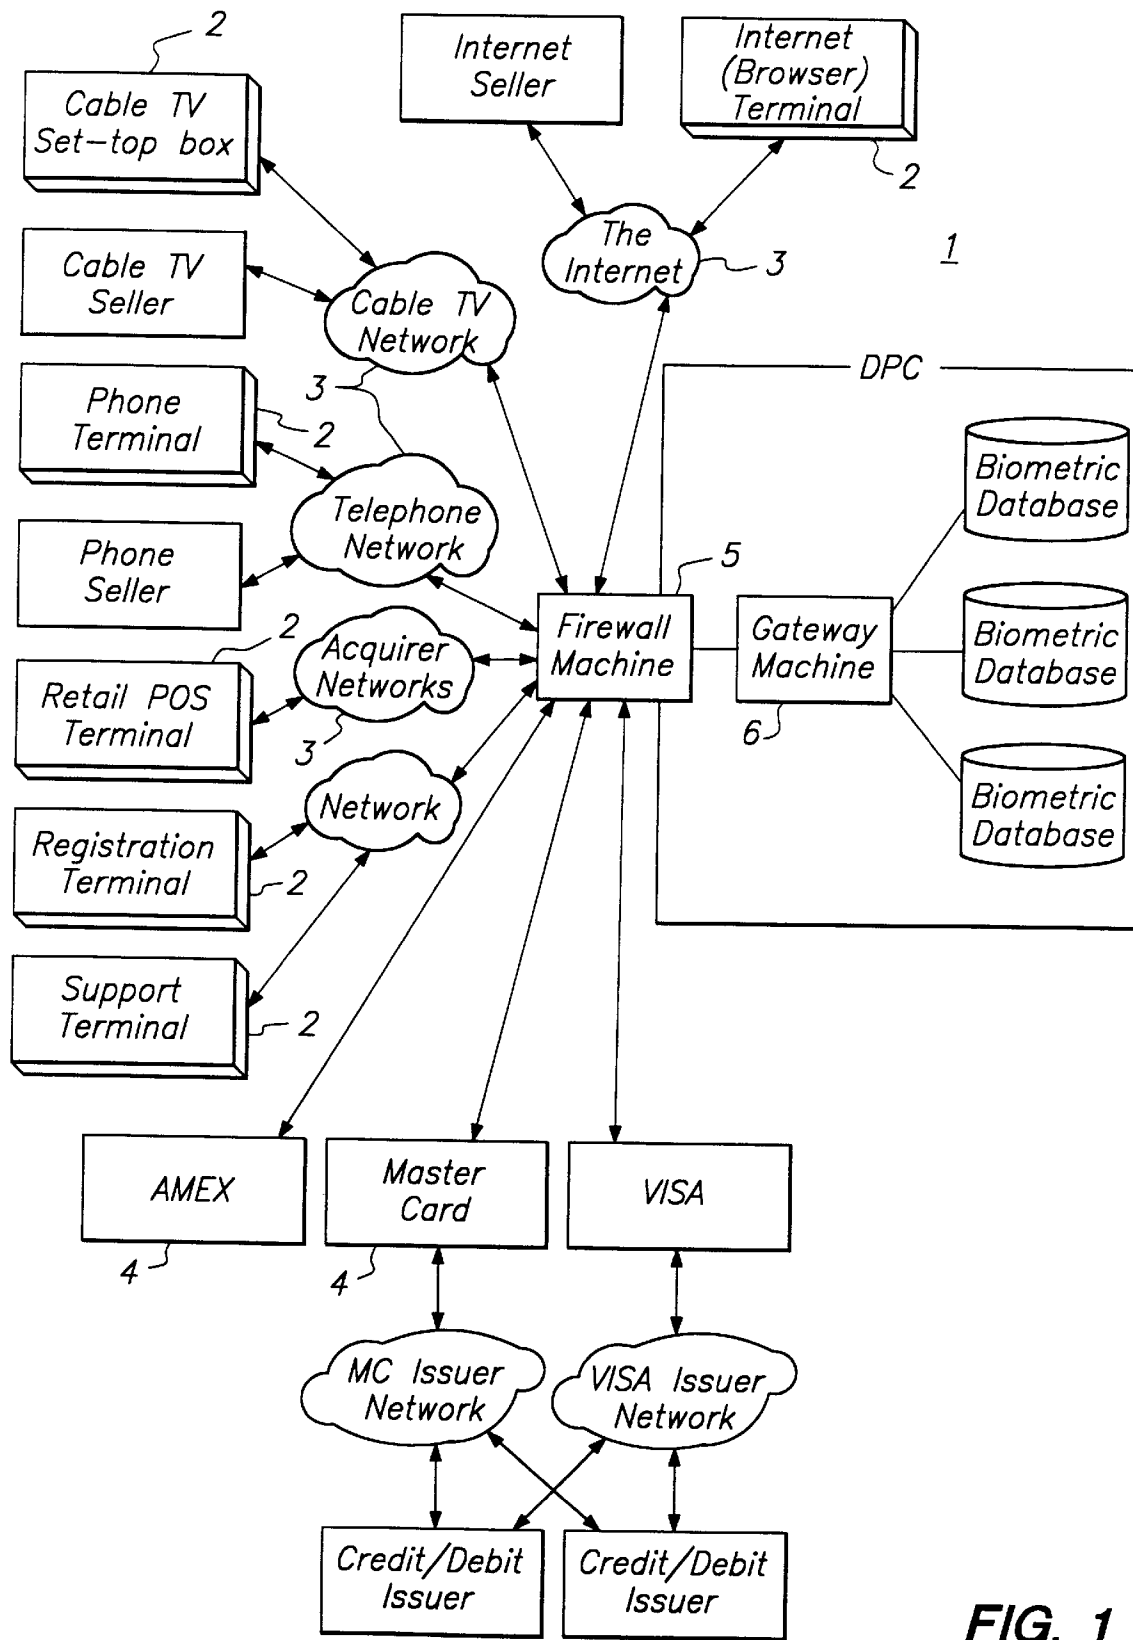 2
Cable TV
Set-top box
Internet
Seller
Internet
(Browser)
Terminal
2
The
Internet
3
1
Cable TV
Seller
Cable TV
Network
3
Phone
Terminal
2
Telephone
Network
Phone
Seller
DPC
Biometric
Database
Biometric
Database
Biometric
Database
5
Firewall
Machine
Gateway
Machine
6
2
Retail POS
Terminal
Acquirer
Networks
3
Network
Registration
Terminal
2
Support
Terminal
2
AMEX
4
Master
Card
4
VISA
MC Issuer
Network
VISA Issuer
Network
Credit/Debit
Issuer
Credit/Debit
Issuer
FIG. 1